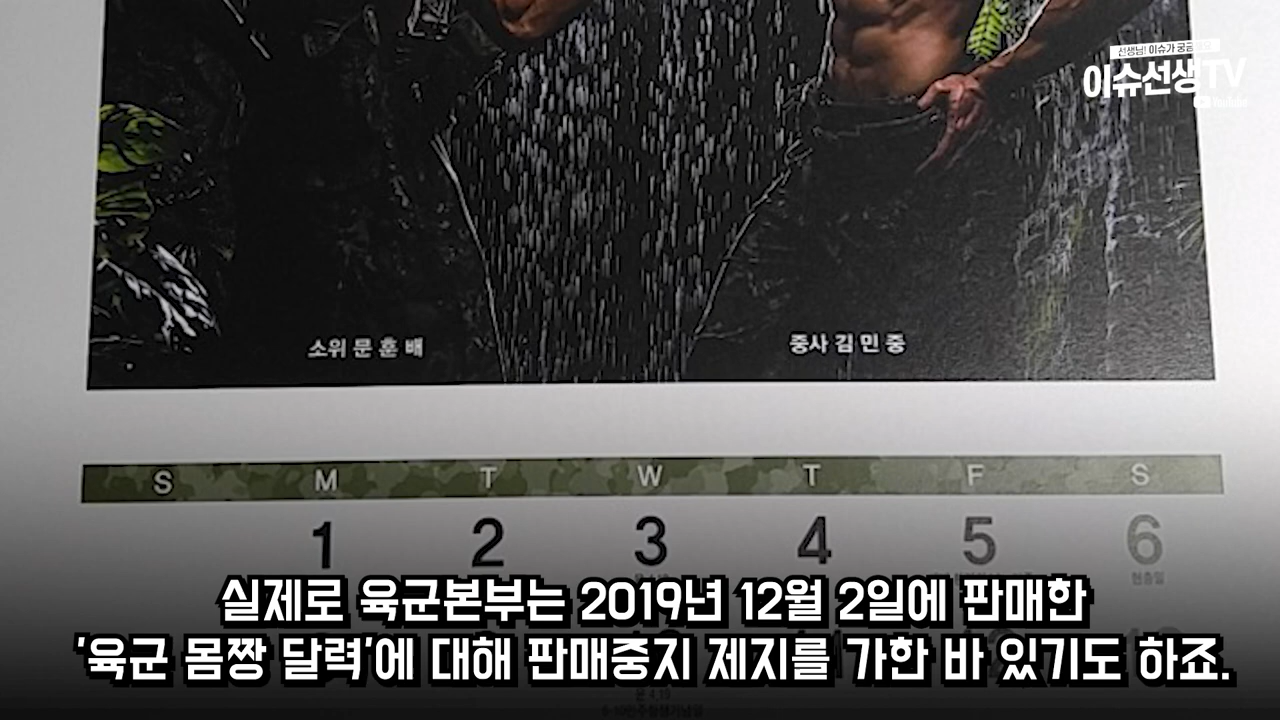 선생님! 이슈가 궁금해요
이슈선생TV
YouTube
소위 문 훈 배
중사 김 민 중
S M T W T F S
1 2 3 4 5 6
현충일
실제로 육군본부는 2019년 12월 2일에 판매한
'육군 몸짱 달력'에 대해 판매중지 제지를 가한 바 있기도 하죠.